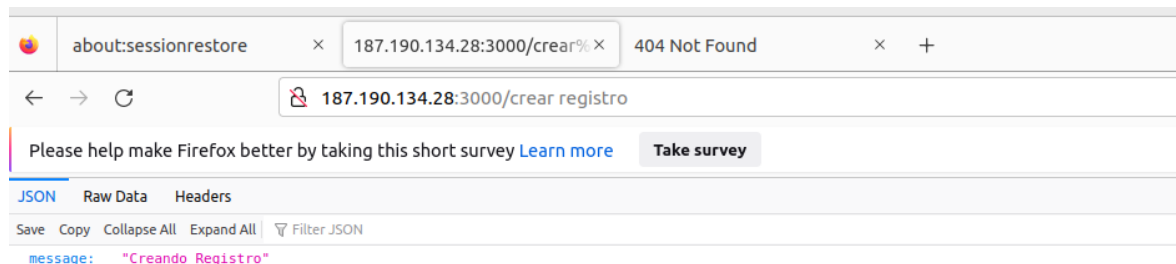 about:sessionrestore × 187.190.134.28:3000/crear% × 404 Not Found × +
187.190.134.28:3000/crear registro
Please help make Firefox better by taking this short survey Learn more Take survey
JSON Raw Data Headers
Save Copy Collapse All Expand All Filter JSON
message: "Creando Registro"